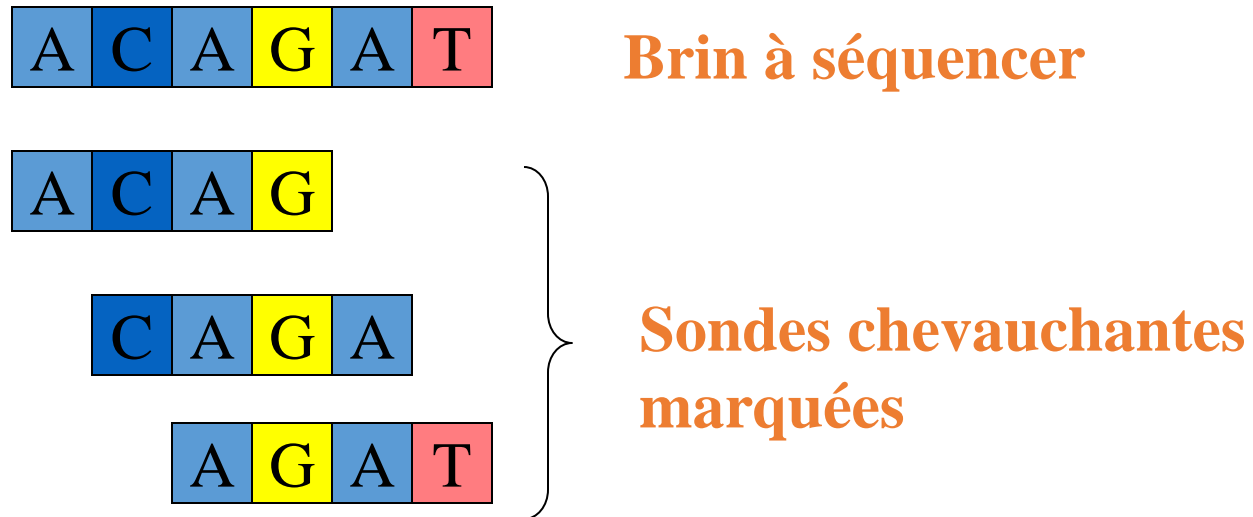 A C A G A T Brin à séquencer
A C A G
C A G A
Sondes chevauchantes
marquées
A G A T